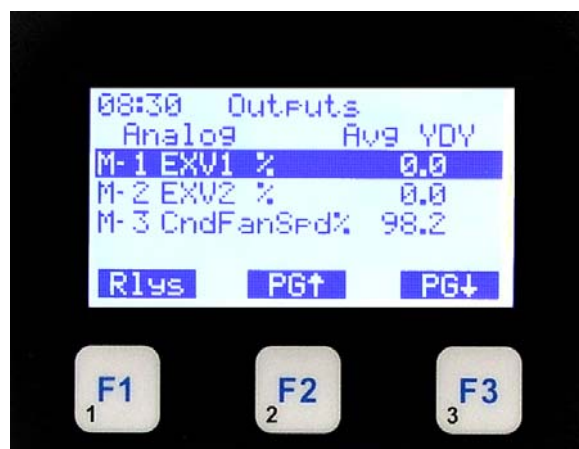 08:30 Outputs
Analog Avg YDY
M- 1 EXV1 % 0.0
M- 2 EXV2 % 0.0
M- 3 CndFanSpd% 98.2
Rlys PG↑ PG↓
F1 F2 F3
1 2 3